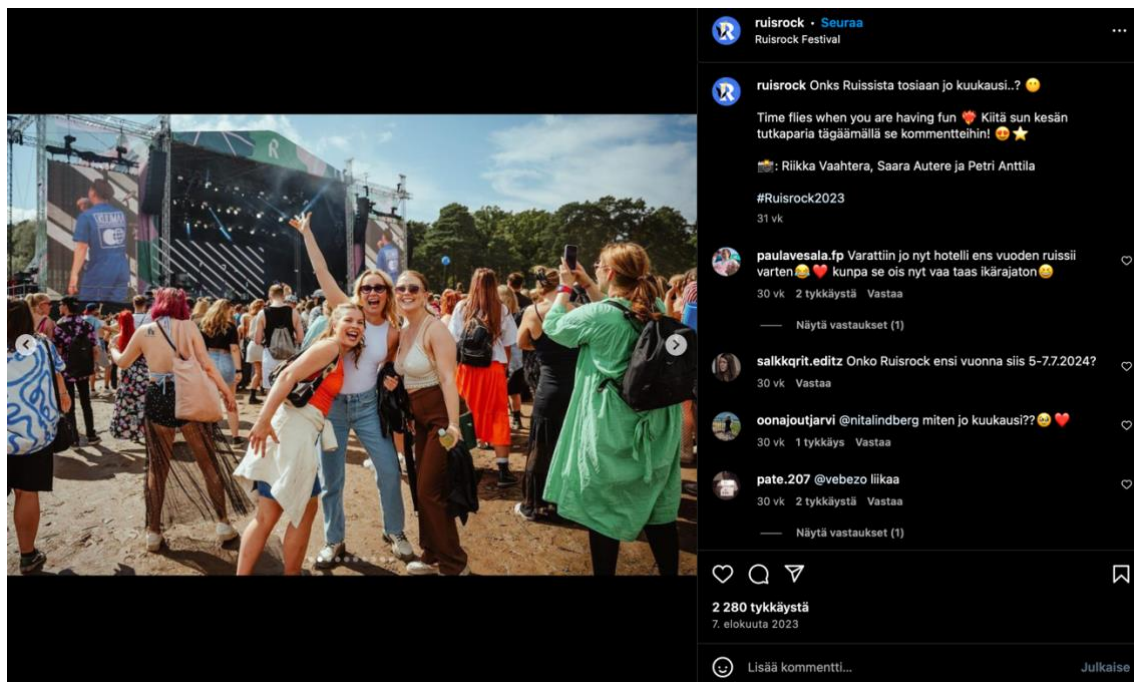 R
ruisrock • Seuraa
Ruisrock Festival
ruisrock Onks Ruissista tosiaan jo kuukausi..? 😶
Time flies when you are having fun ❤️‍🔥 Kiitä sun kesän
tutkaparia tägäämällä se kommentteihin! 😍⭐
📸: Riikka Vaahtera, Saara Autere ja Petri Anttila
#Ruisrock2023
31 vk
paulavesala.fp Varattiin jo nyt hotelli ens vuoden ruissii
varten😂❤️ kunpa se ois nyt vaa taas ikärajaton😄
30 vk 2 tykkäystä Vastaa
Näytä vastaukset (1)
salkkqrit.editz Onko Ruisrock ensi vuonna siis 5-7.7.2024?
30 vk Vastaa
oonajoutjarvi @nitalindberg miten jo kuukausi??🥹❤️
30 vk 1 tykkäys Vastaa
pate.207 @vebezo liikaa
30 vk 2 tykkäystä Vastaa
Näytä vastaukset (1)
2 280 tykkäystä
7. elokuuta 2023
Lisää kommentti...
Julkaise